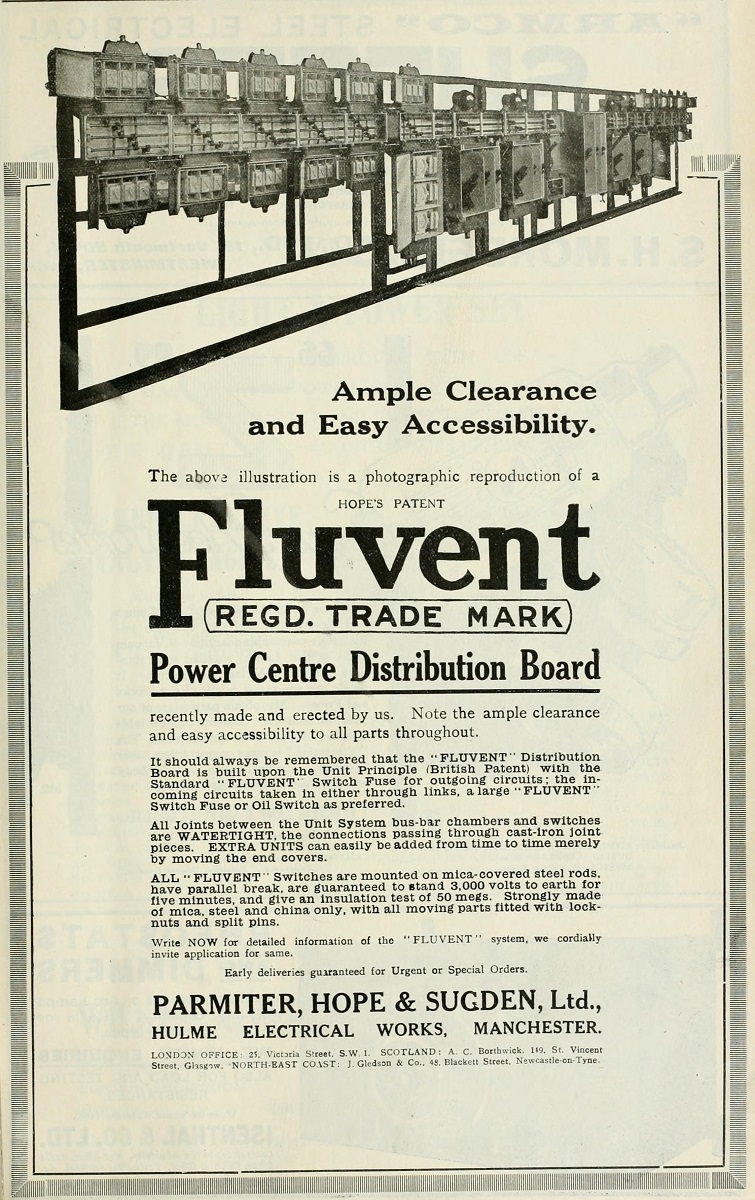 Ample Clearance
and Easy Accessibility.
The above illustration is a photographic reproduction of a
HOPE'S PATENT
Fluvent
(REGD. TRADE MARK)
Power Centre Distribution Board
recently made and erected by us. Note the ample clearance
and easy accessibility to all parts throughout.
It should always be remembered that the "FLUVENT" Distribution
Board is built upon the Unit Principle (British Patent) with the
Standard "FLUVENT" Switch Fuse for outgoing circuits; the in-
coming circuits taken in either through links, a large "FLUVENT"
Switch Fuse or Oil Switch as preferred.
All Joints between the Unit System bus-bar chambers and switches
are WATERTIGHT, the connections passing through cast-iron joint
pieces. EXTRA UNITS can easily be added from time to time merely
by moving the end covers.
ALL "FLUVENT" Switches are mounted on mica-covered steel rods,
have parallel break, are guaranteed to stand 3,000 volts to earth for
five minutes, and give an insulation test of 50 megs. Strongly made
of mica, steel and china only, with all moving parts fitted with lock-
nuts and split pins.
Write NOW for detailed information of the "FLUVENT" system, we cordially
invite application for same.
Early deliveries guaranteed for Urgent or Special Orders.
PARMITER, HOPE & SUGDEN, Ltd.,
HULME ELECTRICAL WORKS, MANCHESTER.
LONDON OFFICE: 25, Victoria Street, S.W. 1. SCOTLAND: A. C. Borthwick, 149, St. Vincent
Street, Glasgow. NORTH-EAST COAST: J. Gledson & Co., 48, Blackett Street, Newcastle-on-Tyne.